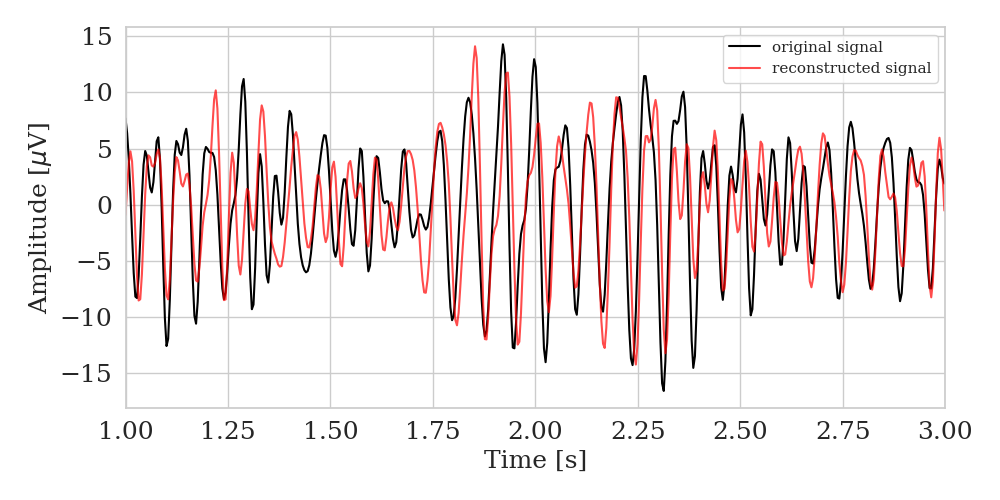 original signal
reconstructed signal
Amplitude [μV]
15
10
5
0
−5
−10
−15
1.00 1.25 1.50 1.75 2.00 2.25 2.50 2.75 3.00
Time [s]